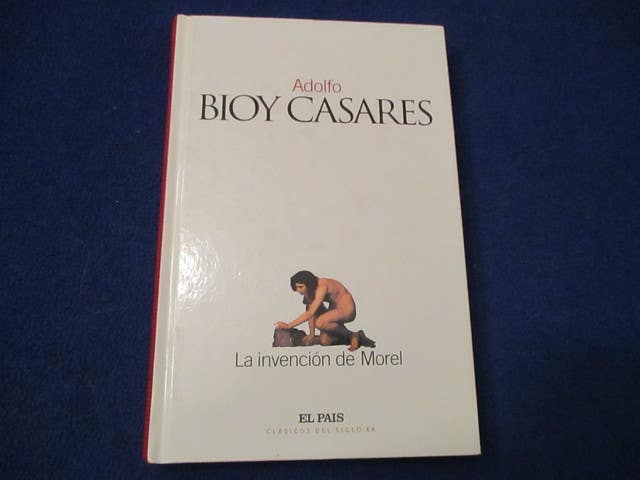 Adolfo
BIOY CASARES
La invención de Morel
EL PAIS
CLÁSICOS DEL SIGLO XX